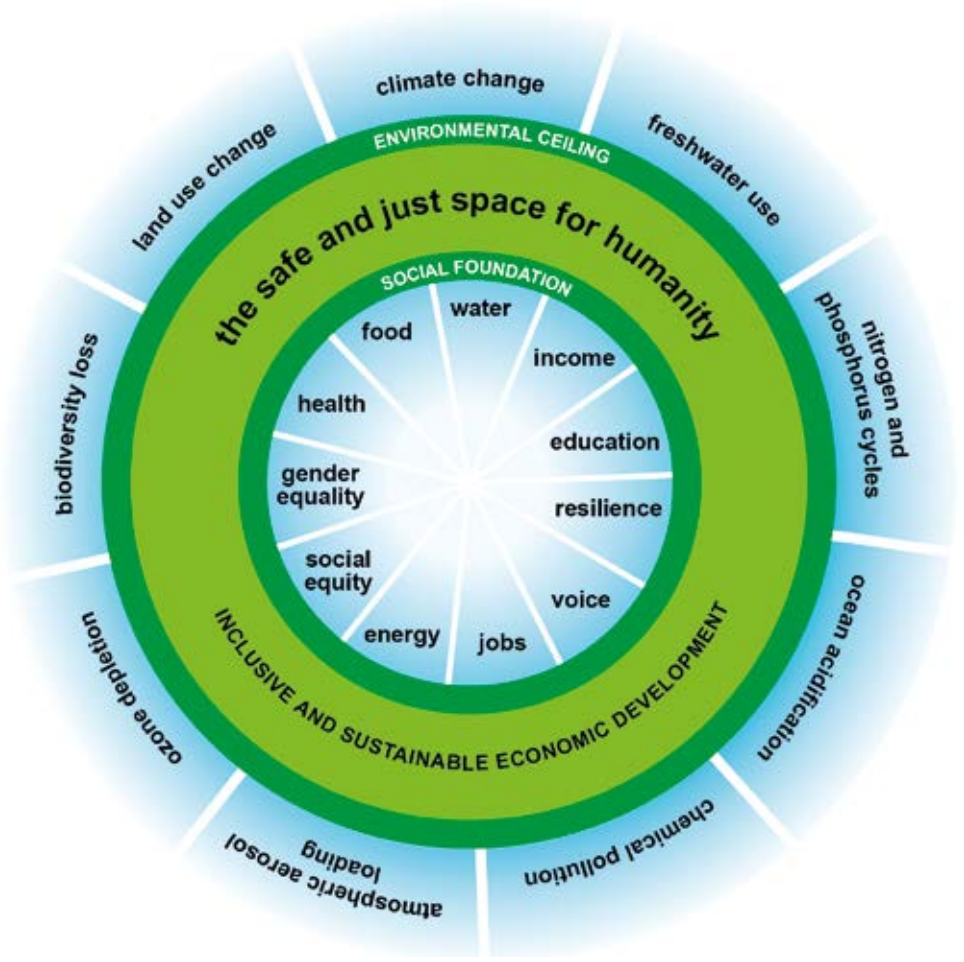 climate change
freshwater use
nitrogen and
phosphorus cycles
ocean acidification
chemical pollution
atmospheric aerosol
loading
ozone depletion
biodiversity loss
land use change
ENVIRONMENTAL CEILING
the safe and just space for humanity
SOCIAL FOUNDATION
water
income
education
resilience
voice
jobs
energy
social
equity
gender
equality
health
food
INCLUSIVE AND SUSTAINABLE ECONOMIC DEVELOPMENT